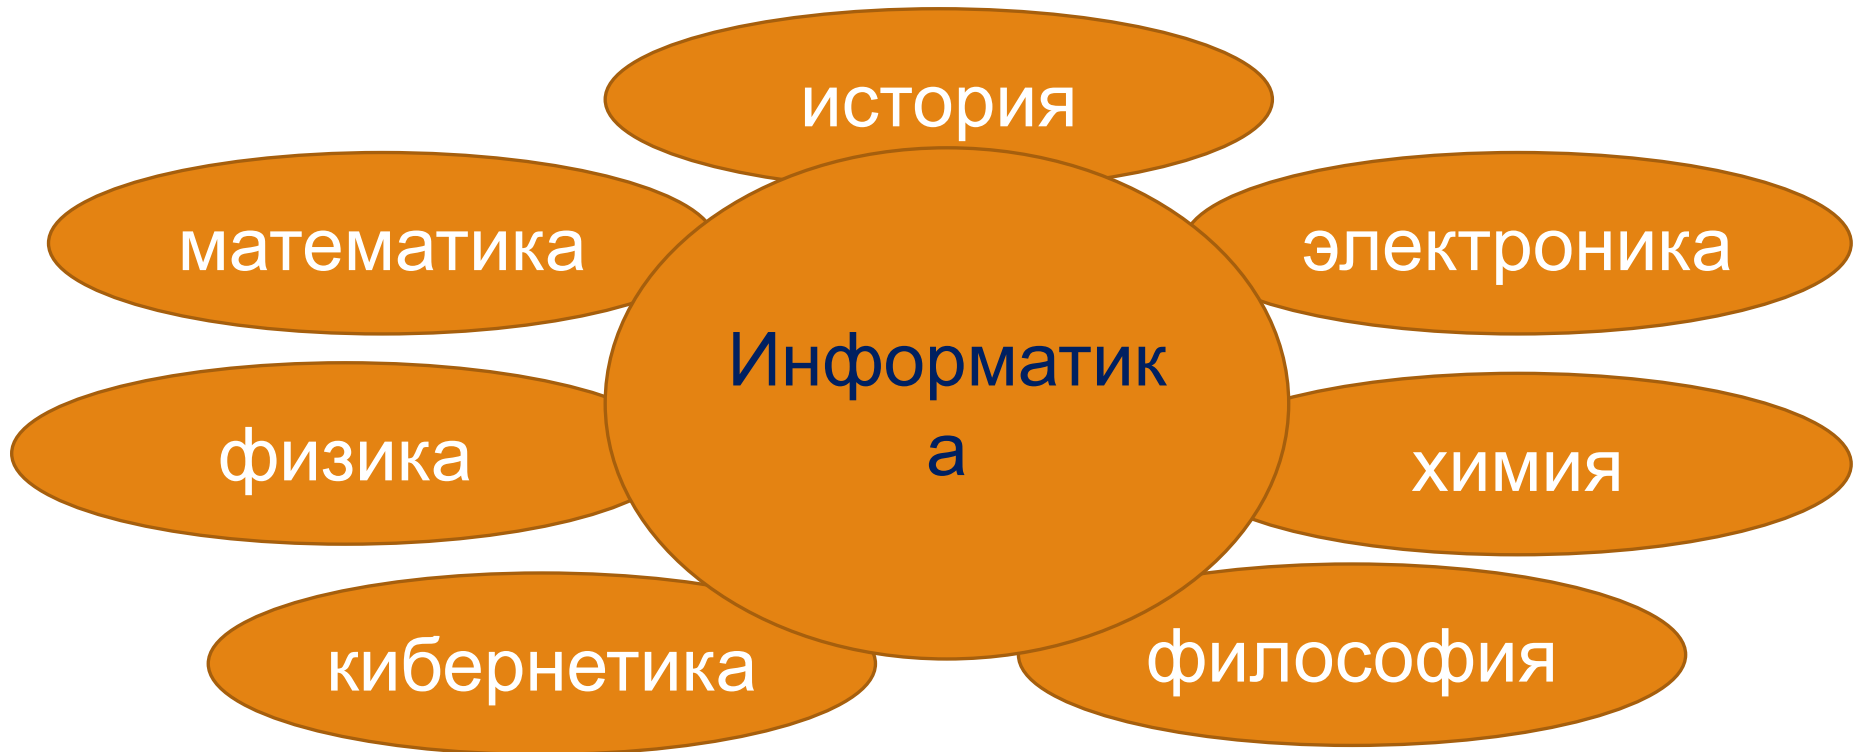 история
математика
электроника
Информатик
а
физика
химия
кибернетика
философия